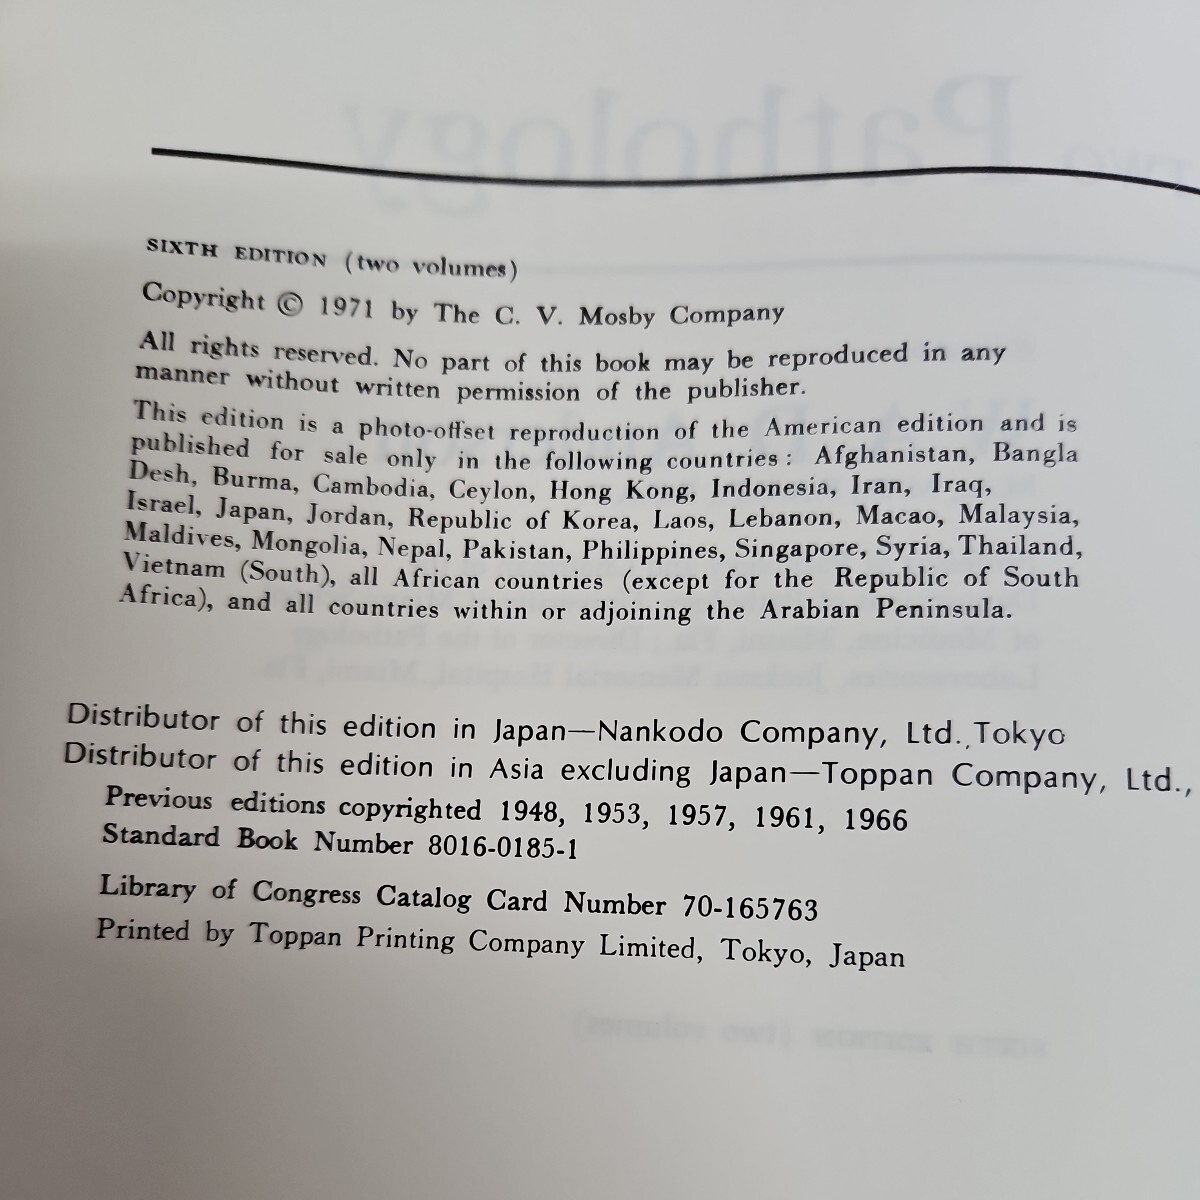 SIXTH EDITION (two volumes)
Copyright © 1971 by The C. V. Mosby Company
All rights reserved. No part of this book may be reproduced in any
manner without written permission of the publisher.
This edition is a photo-offset reproduction of the American edition and is
published for sale only in the following countries: Afghanistan, Bangla
Desh, Burma, Cambodia, Ceylon, Hong Kong, Indonesia, Iran, Iraq,
Israel, Japan, Jordan, Republic of Korea, Laos, Lebanon, Macao, Malaysia,
Maldives, Mongolia, Nepal, Pakistan, Philippines, Singapore, Syria, Thailand,
Vietnam (South), all African countries (except for the Republic of South
Africa), and all countries within or adjoining the Arabian Peninsula.
Distributor of this edition in Japan—Nankodo Company, Ltd., Tokyo
Distributor of this edition in Asia excluding Japan—Toppan Company, Ltd.,
Previous editions copyrighted 1948, 1953, 1957, 1961, 1966
Standard Book Number 8016-0185-1
Library of Congress Catalog Card Number 70-165763
Printed by Toppan Printing Company Limited, Tokyo, Japan